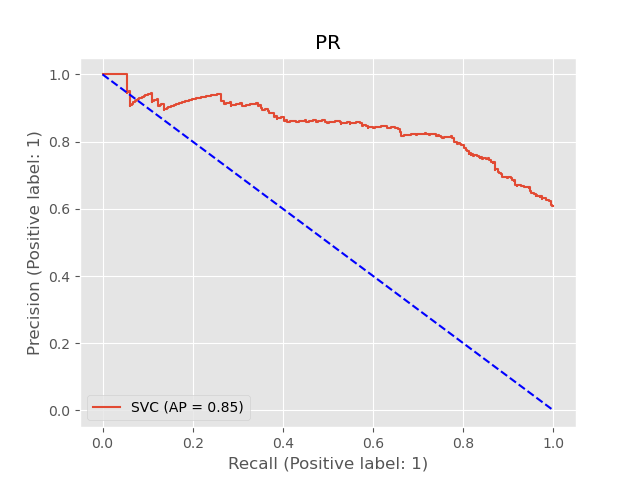 PR
1.0
0.8
0.6
0.4
0.2
0.0
Precision (Positive label: 1)
SVC (AP = 0.85)
0.0 0.2 0.4 0.6 0.8 1.0
Recall (Positive label: 1)